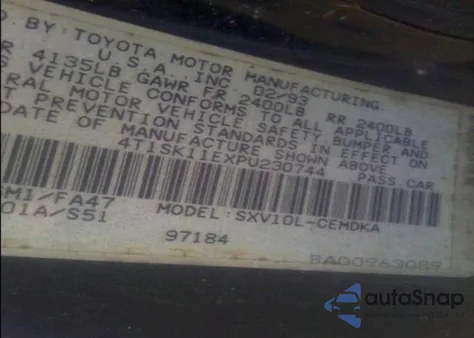 D BY: TOYOTA MOTOR MANUFACTURING,
U.S.A., INC. 02/93
R 4135LB GAWR FR 2400LB RR 2400LB
S VEHICLE CONFORMS TO ALL APPLICABLE
RAL MOTOR VEHICLE SAFETY, BUMPER AND
T PREVENTION STANDARDS IN EFFECT ON
DATE OF MANUFACTURE SHOWN ABOVE
4T1SK11EXPU230744 PASS.CAR
M1/FA47
01A/S51 MODEL: SXV10L-CEMDKA
97184 BA00963089
autoSnap